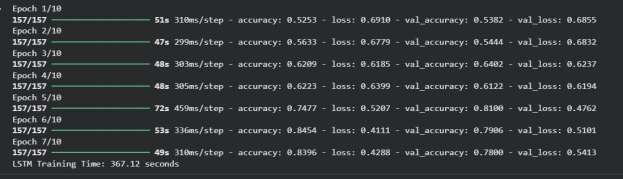 Epoch 1/10
157/157 ━━━━━━━━━━━━━━━━━━━━ 51s 310ms/step - accuracy: 0.5253 - loss: 0.6910 - val_accuracy: 0.5382 - val_loss: 0.6855
Epoch 2/10
157/157 ━━━━━━━━━━━━━━━━━━━━ 47s 299ms/step - accuracy: 0.5633 - loss: 0.6779 - val_accuracy: 0.5444 - val_loss: 0.6832
Epoch 3/10
157/157 ━━━━━━━━━━━━━━━━━━━━ 48s 303ms/step - accuracy: 0.6209 - loss: 0.6185 - val_accuracy: 0.6402 - val_loss: 0.6237
Epoch 4/10
157/157 ━━━━━━━━━━━━━━━━━━━━ 48s 305ms/step - accuracy: 0.6223 - loss: 0.6399 - val_accuracy: 0.6122 - val_loss: 0.6194
Epoch 5/10
157/157 ━━━━━━━━━━━━━━━━━━━━ 72s 459ms/step - accuracy: 0.7477 - loss: 0.5207 - val_accuracy: 0.8100 - val_loss: 0.4762
Epoch 6/10
157/157 ━━━━━━━━━━━━━━━━━━━━ 53s 336ms/step - accuracy: 0.8454 - loss: 0.4111 - val_accuracy: 0.7906 - val_loss: 0.5101
Epoch 7/10
157/157 ━━━━━━━━━━━━━━━━━━━━ 49s 310ms/step - accuracy: 0.8396 - loss: 0.4288 - val_accuracy: 0.7800 - val_loss: 0.5413
LSTM Training Time: 367.12 seconds